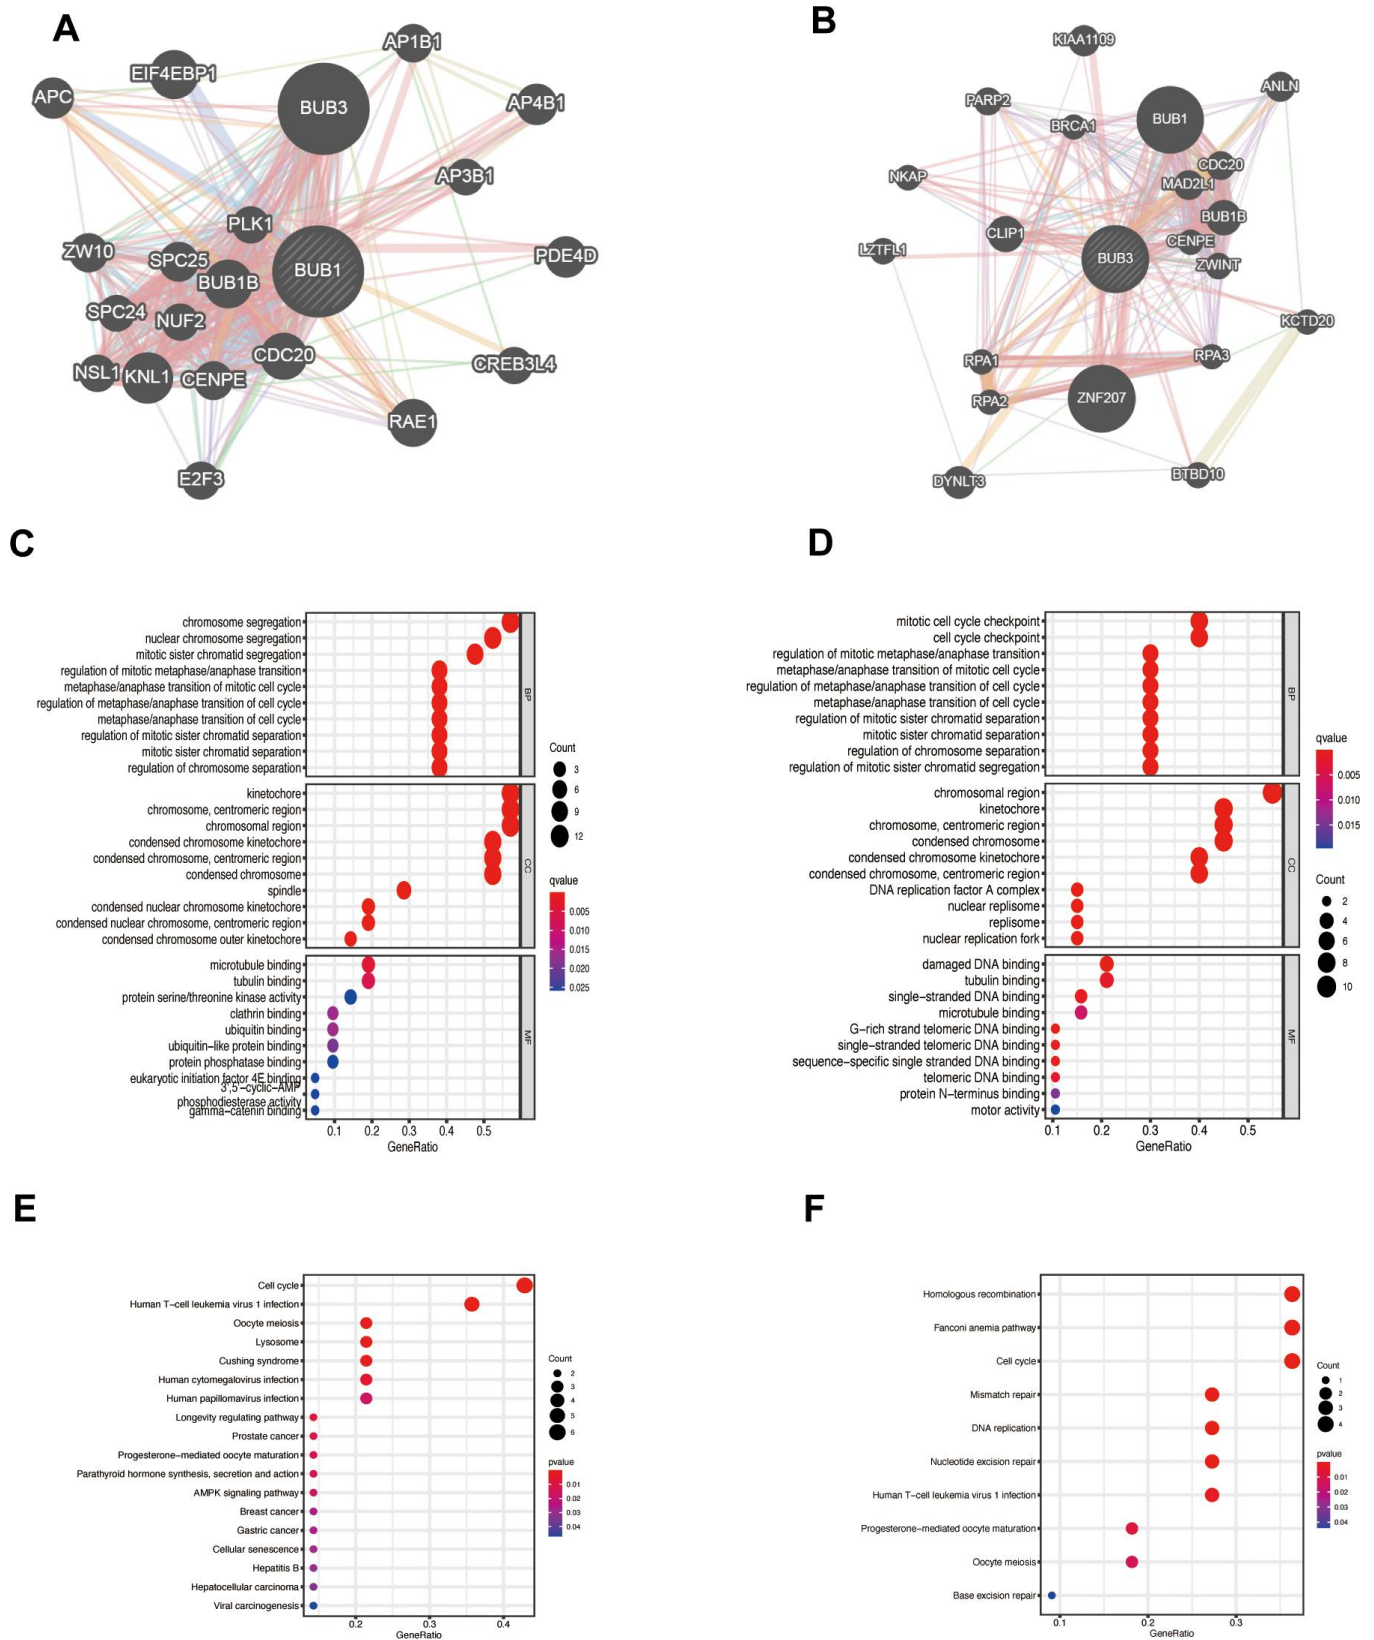 A
AP1B1
EIF4EBP1
APC
BUB3
AP4B1
AP3B1
PLK1
ZW10
SPC25
BUB1B
BUB1
PDE4D
SPC24
NUF2
CDC20
NSL1
KNL1
CENPE
CREB3L4
RAE1
E2F3
B
KIAA1109
ANLN
PARP2
BRCA1
BUB1
CDC20
MAD2L1
NKAP
BUB1B
CLIP1
CENPE
LZTFL1
BUB3
ZWINT
KCTD20
RPA1
RPA3
RPA2
ZNF207
BTBD10
DYNLT3
C
chromosome segregation
nuclear chromosome segregation
mitotic sister chromatid segregation
regulation of mitotic metaphase/anaphase transition
metaphase/anaphase transition of mitotic cell cycle
regulation of metaphase/anaphase transition of cell cycle
metaphase/anaphase transition of cell cycle
regulation of mitotic sister chromatid separation
mitotic sister chromatid separation
regulation of chromosome separation
BP
kinetochore
chromosome, centromeric region
chromosomal region
condensed chromosome kinetochore
condensed chromosome, centromeric region
condensed chromosome
spindle
condensed nuclear chromosome kinetochore
condensed nuclear chromosome, centromeric region
condensed chromosome outer kinetochore
CC
microtubule binding
tubulin binding
protein serine/threonine kinase activity
clathrin binding
ubiquitin binding
ubiquitin-like protein binding
protein phosphatase binding
eukaryotic initiation factor 4E binding
3',5'-cyclic-AMP
phosphodiesterase activity
gamma-catenin binding
MF
0.1 0.2 0.3 0.4 0.5
GeneRatio
Count
3
6
9
12
qvalue
0.005
0.010
0.015
0.020
0.025
D
mitotic cell cycle checkpoint
cell cycle checkpoint
regulation of mitotic metaphase/anaphase transition
metaphase/anaphase transition of mitotic cell cycle
regulation of metaphase/anaphase transition of cell cycle
metaphase/anaphase transition of cell cycle
regulation of mitotic sister chromatid separation
mitotic sister chromatid separation
regulation of chromosome separation
regulation of mitotic sister chromatid segregation
BP
chromosomal region
kinetochore
chromosome, centromeric region
condensed chromosome
condensed chromosome kinetochore
condensed chromosome, centromeric region
DNA replication factor A complex
nuclear replisome
replisome
nuclear replication fork
CC
damaged DNA binding
tubulin binding
single-stranded DNA binding
microtubule binding
G-rich strand telomeric DNA binding
single-stranded telomeric DNA binding
sequence-specific single stranded DNA binding
telomeric DNA binding
protein N-terminus binding
motor activity
MF
0.1 0.2 0.3 0.4 0.5
GeneRatio
qvalue
0.005
0.010
0.015
Count
2
4
6
8
10
E
Cell cycle
Human T-cell leukemia virus 1 infection
Oocyte meiosis
Lysosome
Cushing syndrome
Human cytomegalovirus infection
Human papillomavirus infection
Longevity regulating pathway
Prostate cancer
Progesterone-mediated oocyte maturation
Parathyroid hormone synthesis, secretion and action
AMPK signaling pathway
Breast cancer
Gastric cancer
Cellular senescence
Hepatitis B
Hepatocellular carcinoma
Viral carcinogenesis
0.2 0.3 0.4
GeneRatio
Count
2
3
4
5
6
pvalue
0.01
0.02
0.03
0.04
F
Homologous recombination
Fanconi anemia pathway
Cell cycle
Mismatch repair
DNA replication
Nucleotide excision repair
Human T-cell leukemia virus 1 infection
Progesterone-mediated oocyte maturation
Oocyte meiosis
Base excision repair
0.1 0.2 0.3
GeneRatio
Count
1
2
3
4
pvalue
0.01
0.02
0.03
0.04